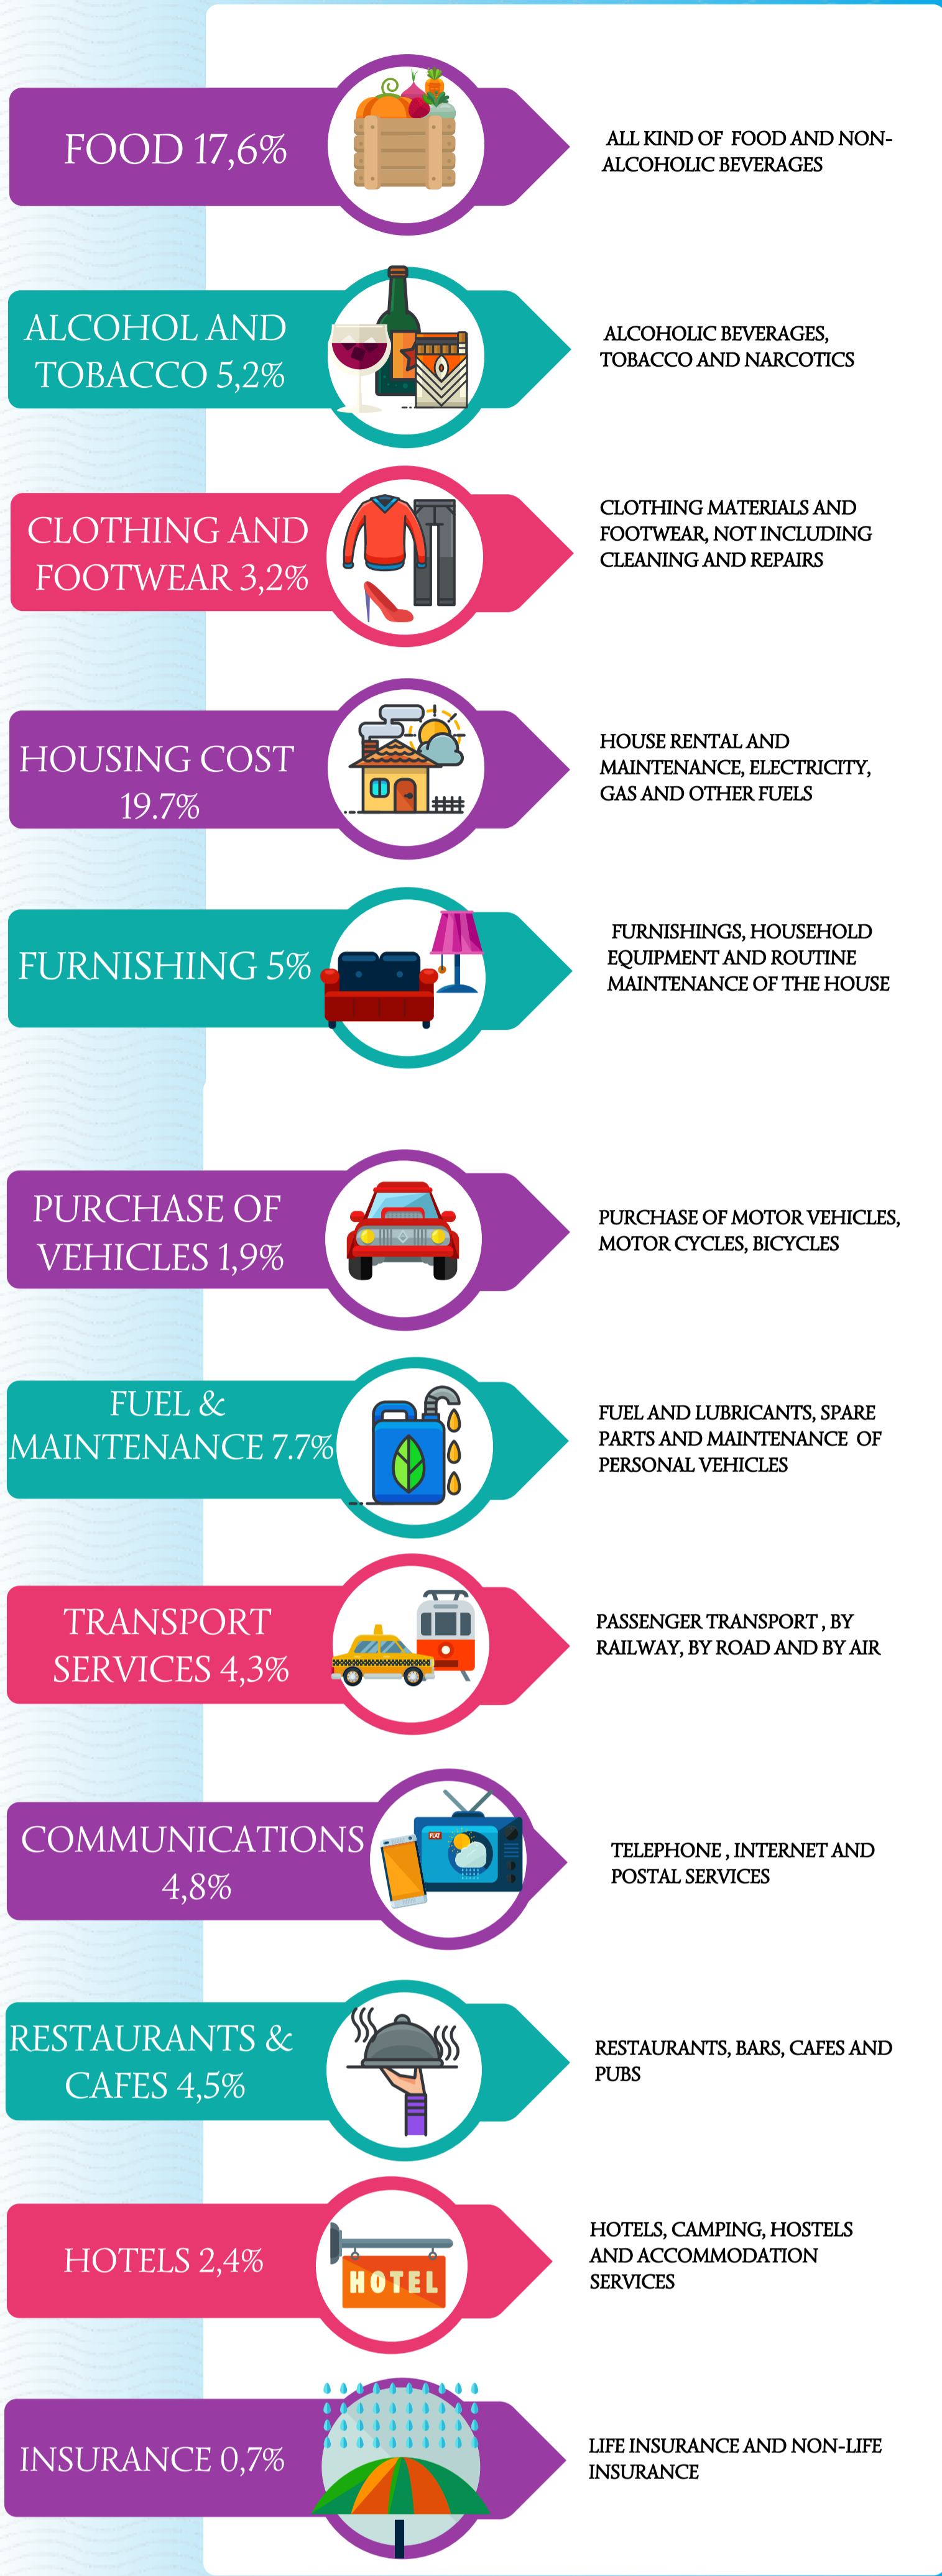 FOOD 17,6%
ALL KIND OF FOOD AND NON-
ALCOHOLIC BEVERAGES
ALCOHOL AND
TOBACCO 5,2%
ALCOHOLIC BEVERAGES,
TOBACCO AND NARCOTICS
CLOTHING AND
FOOTWEAR 3,2%
CLOTHING MATERIALS AND
FOOTWEAR, NOT INCLUDING
CLEANING AND REPAIRS
HOUSING COST
19.7%
HOUSE RENTAL AND
MAINTENANCE, ELECTRICITY,
GAS AND OTHER FUELS
FURNISHING 5%
FURNISHINGS, HOUSEHOLD
EQUIPMENT AND ROUTINE
MAINTENANCE OF THE HOUSE
PURCHASE OF
VEHICLES 1,9%
PURCHASE OF MOTOR VEHICLES,
MOTOR CYCLES, BICYCLES
FUEL &
MAINTENANCE 7.7%
FUEL AND LUBRICANTS, SPARE
PARTS AND MAINTENANCE OF
PERSONAL VEHICLES
TRANSPORT
SERVICES 4,3%
PASSENGER TRANSPORT , BY
RAILWAY, BY ROAD AND BY AIR
COMMUNICATIONS
4,8%
FLAT
TELEPHONE , INTERNET AND
POSTAL SERVICES
RESTAURANTS &
CAFES 4,5%
RESTAURANTS, BARS, CAFES AND
PUBS
HOTELS 2,4%
HOTEL
HOTELS, CAMPING, HOSTELS
AND ACCOMMODATION
SERVICES
INSURANCE 0,7%
LIFE INSURANCE AND NON-LIFE
INSURANCE